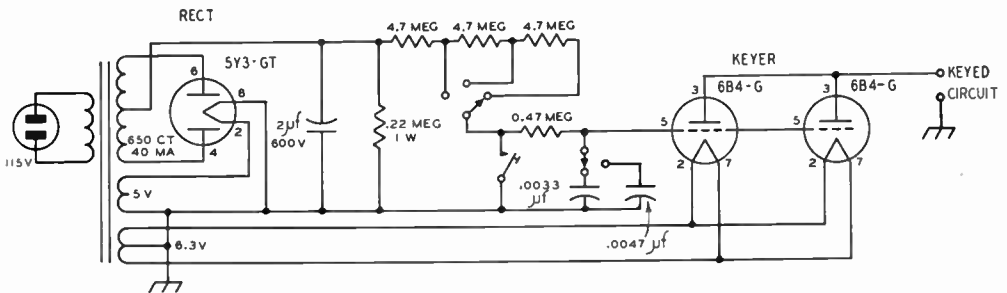 RECT
4.7 MEG
4.7 MEG
4.7 MEG
5Y3-GT
KEYER
6
8
2
4
115V
650 CT
40 MA
2µf
600V
.22 MEG
1 W
0.47 MEG
3
6B4-G
3
6B4-G
KEYED
CIRCUIT
5
5
2
7
2
7
5V
.0033
µf
.0047 µf
6.3V